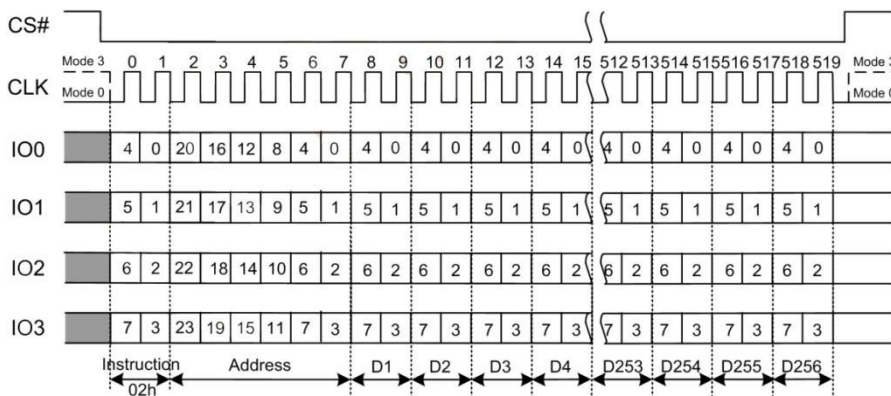 CS#
Mode 3 0 1 2 3 4 5 6 7 8 9 10 11 12 13 14 15 512 513 514 515 516 517 518 519 Mode 3
CLK Mode 0 Mode 0
IO0 4 0 20 16 12 8 4 0 4 0 4 0 4 0 4 0 4 0 4 0 4 0 4 0
IO1 5 1 21 17 13 9 5 1 5 1 5 1 5 1 5 1 5 1 5 1 5 1 5 1
IO2 6 2 22 18 14 10 6 2 6 2 6 2 6 2 6 2 6 2 6 2 6 2 6 2
IO3 7 3 23 19 15 11 7 3 7 3 7 3 7 3 7 3 7 3 7 3 7 3 7 3
Instruction Address D1 D2 D3 D4 D253 D254 D255 D256
02h